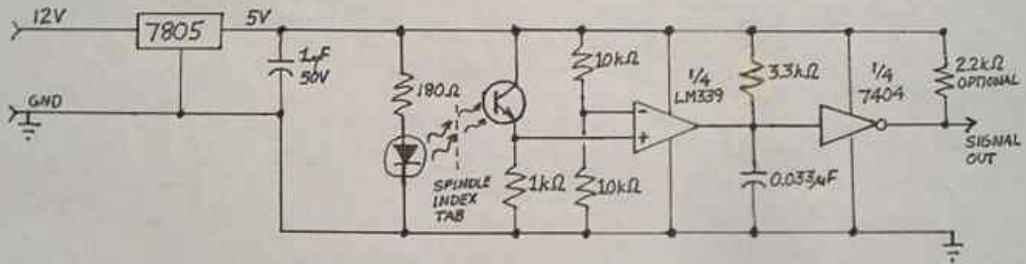 12V
7805
5V
1µF
50V
GND
180Ω
SPINDLE
INDEX
TAB
1kΩ
10kΩ
10kΩ
-
+
1/4
LM339
3.3kΩ
0.033µF
1/4
7404
2.2kΩ
OPTIONAL
SIGNAL
OUT